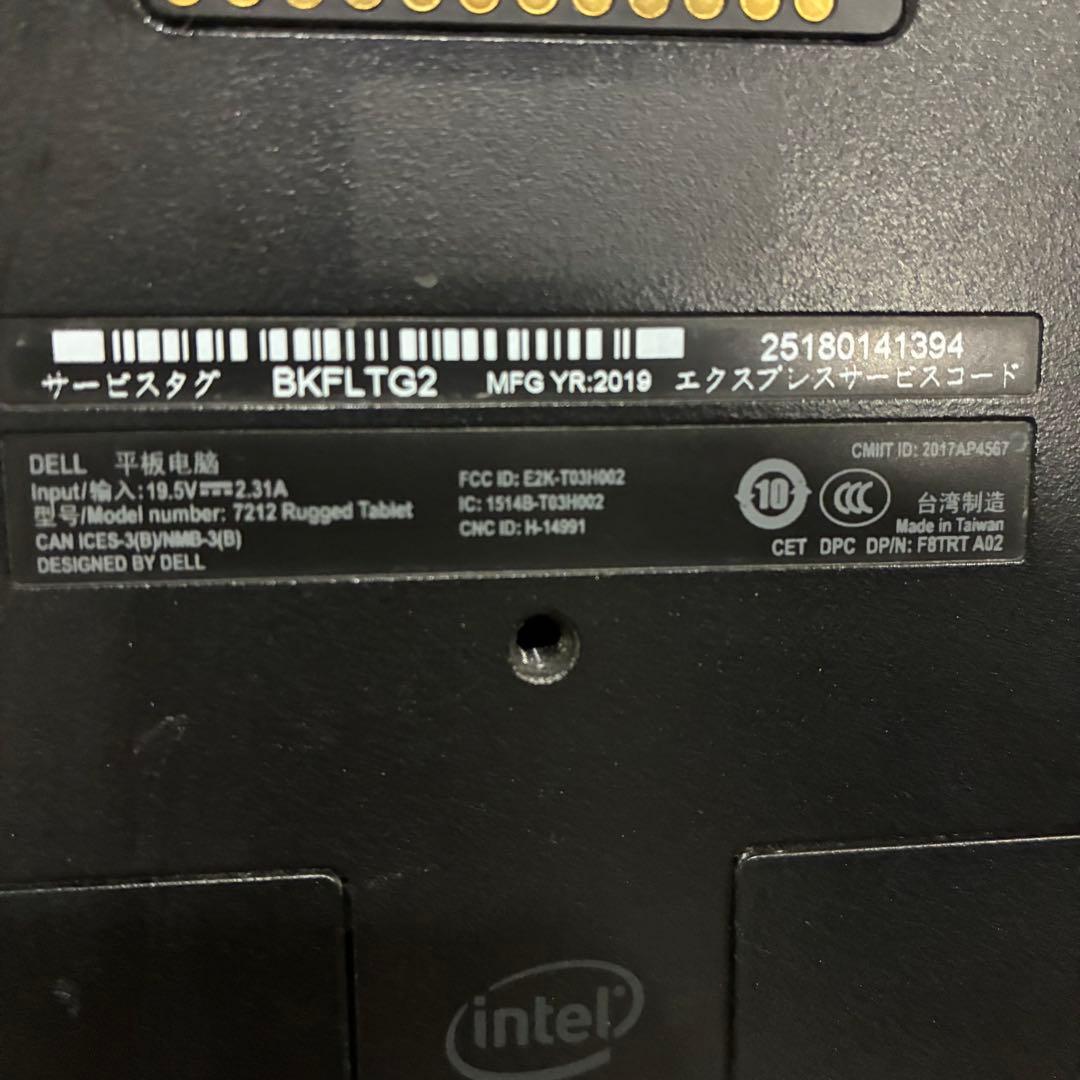 25180141394
サービスタグ BKFLTG2 MFG YR:2019 エクスプレスサービスコード
DELL 平板电脑
Input/输入:19.5V⎓2.31A
型号/Model number: 7212 Rugged Tablet
CAN ICES-3(B)/NMB-3(B)
DESIGNED BY DELL
FCC ID: E2K-T03H002
IC: 1514B-T03H002
CNC ID: H-14991
CMIIT ID: 2017AP4567
10
CCC
台湾制造
Made in Taiwan
CET DPC DP/N: F8TRT A02
intel